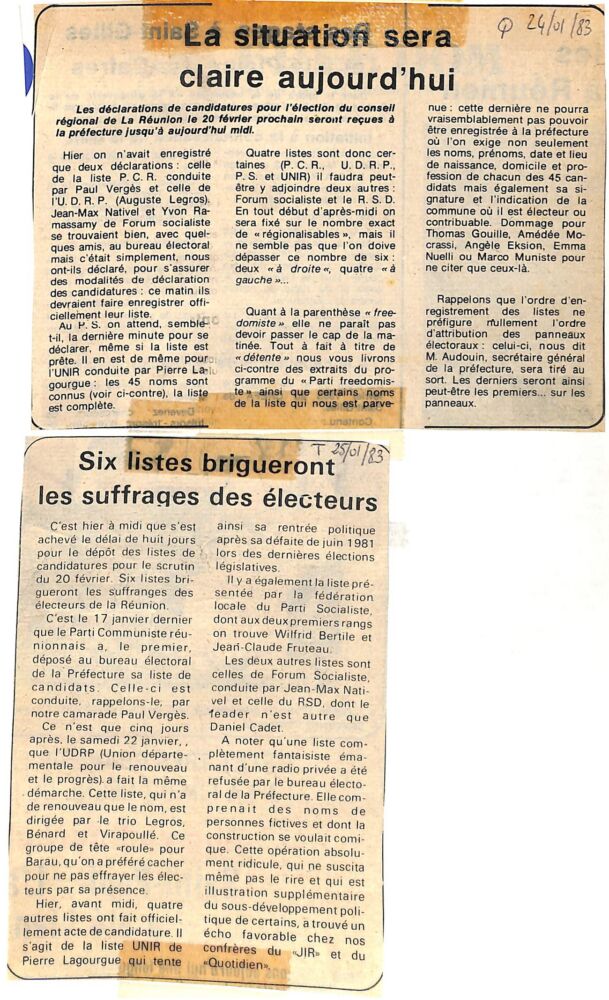 La situation sera
claire aujourd'hui
Q 24/01/83
Les déclarations de candidatures pour l'élection du conseil
régional de La Réunion le 20 février prochain seront reçues à
la préfecture jusqu'à aujourd'hui midi.
Hier on n'avait enregistré
que deux déclarations : celle
de la liste P.C.R. conduite
par Paul Vergès et celle de
l'U.D.R.P. (Auguste Legros).
Jean-Max Nativel et Yvon Ra-
massamy de Forum socialiste
se trouvaient bien, avec quel-
ques amis, au bureau électoral
mais c'était simplement, nous
ont-ils déclaré, pour s'assurer
des modalités de déclaration
des candidatures : ce matin ils
devraient faire enregistrer offi-
ciellement leur liste.
Au P.S. on attend, semble-
t-il, la dernière minute pour se
déclarer, même si la liste est
prête. Il en est de même pour
l'UNIR conduite par Pierre La-
gourgue : les 45 noms sont
connus (voir ci-contre), la liste
est complète.
Quatre listes sont donc cer-
taines (P.C.R., U.D.R.P.,
P.S. et UNIR) il faudra peut-
être y adjoindre deux autres :
Forum socialiste et le R.S.D.
En tout début d'après-midi on
sera fixé sur le nombre exact
de «régionalisables», mais il
ne semble pas que l'on doive
dépasser ce nombre de six :
deux «à droite», quatre «à
gauche»...
Quant à la parenthèse «free-
domiste» elle ne paraît pas
devoir passer le cap de la ma-
tinée. Tout à fait à titre de
«détente» nous vous livrons
ci-contre des extraits du pro-
gramme du «Parti freedomis-
te» ainsi que certains noms
de la liste qui nous est parve-
nue : cette dernière ne pourra
vraisemblablement pas pouvoir
être enregistrée à la préfecture
où l'on exige non seulement
les noms, prénoms, date et lieu
de naissance, domicile et pro-
fession de chacun des 45 can-
didats mais également sa si-
gnature et l'indication de la
commune où il est électeur ou
contribuable. Dommage pour
Thomas Gouille, Amédée Mo-
crassi, Angèle Eksion, Emma
Nuelli ou Marco Muniste pour
ne citer que ceux-là.
Rappelons que l'ordre d'en-
registrement des listes ne
préfigure nullement l'ordre
d'attribution des panneaux
électoraux : celui-ci, nous dit
M. Audouin, secrétaire général
de la préfecture, sera tiré au
sort. Les derniers seront ainsi
peut-être les premiers... sur les
panneaux.
T 25/01/83
Six listes brigueront
les suffrages des électeurs
C'est hier à midi que s'est
achevé le délai de huit jours
pour le dépôt des listes de
candidatures pour le scrutin
du 20 février. Six listes bri-
gueront les suffranges des
électeurs de la Réunion.
C'est le 17 janvier dernier
que le Parti Communiste réu-
nionnais a, le premier,
déposé au bureau électoral
de la Préfecture sa liste de
candidats. Celle-ci est
conduite, rappelons-le, par
notre camarade Paul Vergès.
Ce n'est que cinq jours
après, le samedi 22 janvier, ,
que l'UDRP (Union départe-
mentale pour le renouveau
et le progrès) a fait la même
démarche. Cette liste, qui n'a
de renouveau que le nom, est
dirigée par le trio Legros,
Bénard et Virapoullé. Ce
groupe de tête «roule» pour
Barau, qu'on a préféré cacher
pour ne pas effrayer les élec-
teurs par sa présence.
Hier, avant midi, quatre
autres listes ont fait officiel-
lement acte de candidature. Il
s'agit de la liste UNIR de
Pierre Lagourgue qui tente
ainsi sa rentrée politique
après sa défaite de juin 1981
lors des dernières élections
législatives.
Il y a également la liste pré-
sentée par la fédération
locale du Parti Socialiste,
dont aux deux premiers rangs
on trouve Wilfrid Bertile et
Jean-Claude Fruteau.
Les deux autres listes sont
celles de Forum Socialiste,
conduite par Jean-Max Nati-
vel et celle du RSD, dont le
leader n'est autre que
Daniel Cadet.
A noter qu'une liste com-
plètement fantaisiste éma-
nant d'une radio privée a été
refusée par le bureau électo-
ral de la Préfecture. Elle com-
prenait des noms de
personnes fictives et dont la
construction se voulait comi-
que. Cette opération absolu-
ment ridicule, qui ne suscita
même pas le rire et qui est
illustration supplémentaire
du sous-développement poli-
tique de certains, a trouvé un
écho favorable chez nos
confrères du «JIR» et du
«Quotidien».